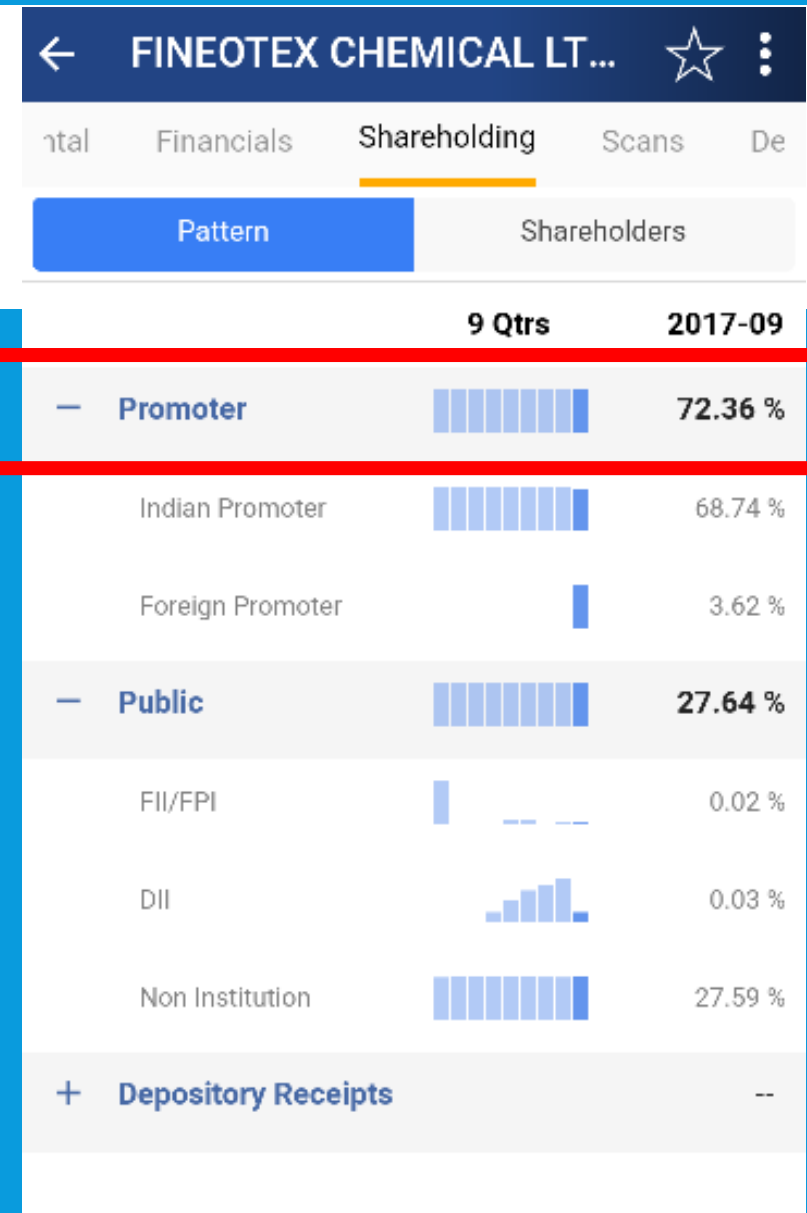 FINEOTEX CHEMICAL LT...
ntal Financials Shareholding Scans De
Pattern Shareholders
9 Qtrs 2017-09
− Promoter 72.36 %
Indian Promoter 68.74 %
Foreign Promoter 3.62 %
− Public 27.64 %
FII/FPI 0.02 %
DII 0.03 %
Non Institution 27.59 %
+ Depository Receipts --